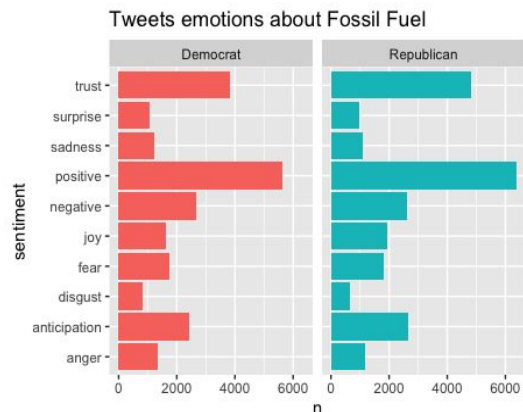 Tweets emotions about Fossil Fuel
Democrat Republican
trust
surprise
sadness
positive
negative
joy
fear
disgust
anticipation
anger
sentiment
0 2000 4000 6000 0 2000 4000 6000
n